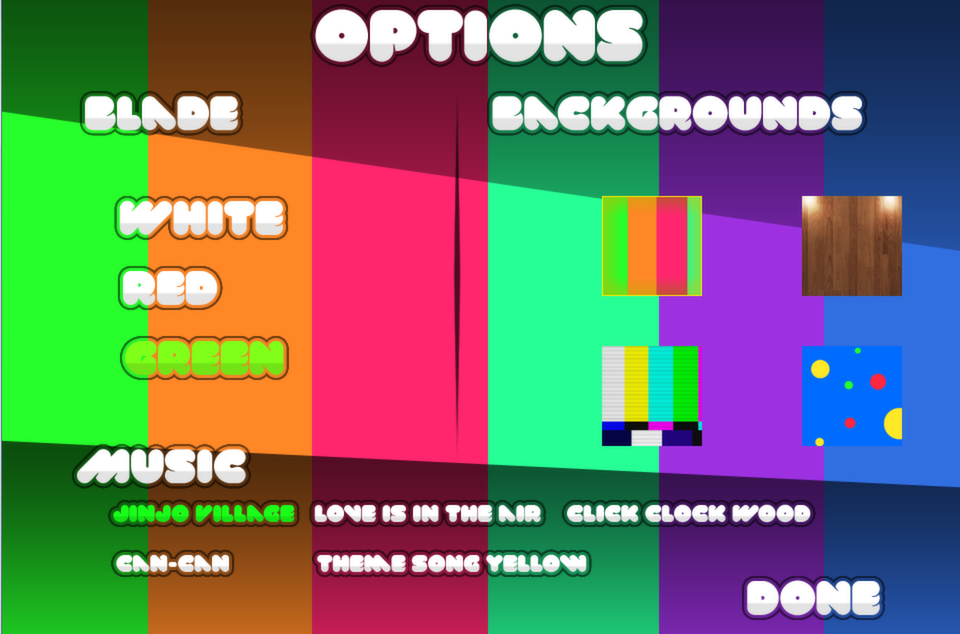 OPTIONS
BLADE
BACKGROUNDS
WHITE
RED
GREEN
MUSIC
JINJO VILLAGE LOVE IS IN THE AIR CLICK CLOCK WOOD
CAN-CAN THEME SONG YELLOW
DONE